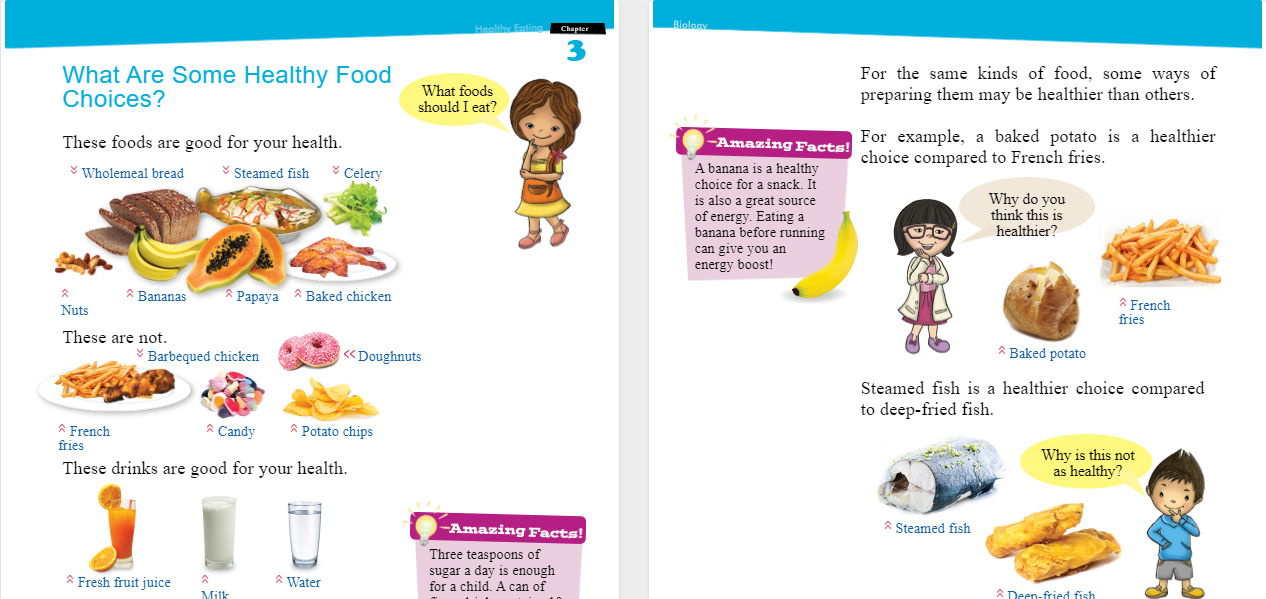 Healthy Eating
Chapter
3
What Are Some Healthy Food
Choices?
What foods
should I eat?
These foods are good for your health.
Wholemeal bread
Steamed fish
Celery
Nuts
Bananas
Papaya
Baked chicken
These are not.
Barbequed chicken
Doughnuts
French
fries
Candy
Potato chips
These drinks are good for your health.
Fresh fruit juice
Milk
Water
Amazing Facts!
Three teaspoons of
sugar a day is enough
for a child. A can of
Biology
For the same kinds of food, some ways of
preparing them may be healthier than others.
Amazing Facts!
A banana is a healthy
choice for a snack. It
is also a great source
of energy. Eating a
banana before running
can give you an
energy boost!
For example, a baked potato is a healthier
choice compared to French fries.
Why do you
think this is
healthier?
French
fries
Baked potato
Steamed fish is a healthier choice compared
to deep-fried fish.
Why is this not
as healthy?
Steamed fish
Deep-fried fish